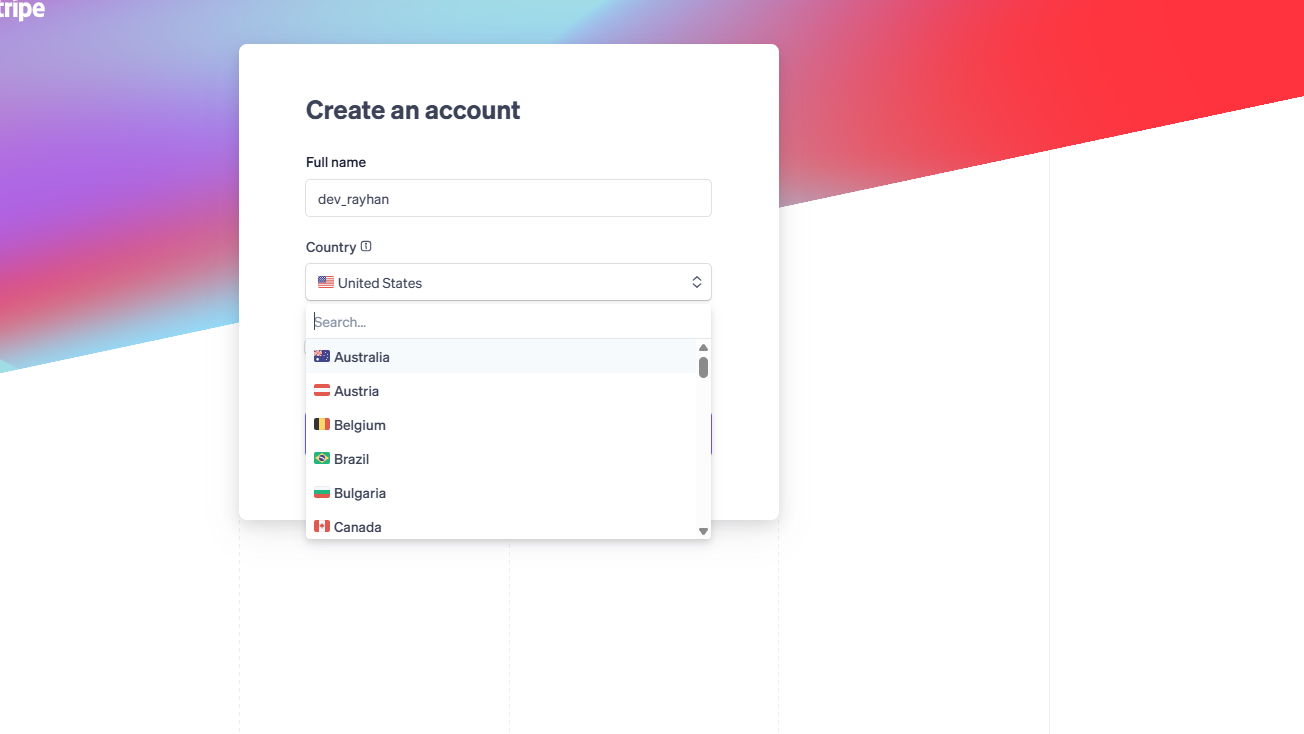 tripe
Create an account
Full name
dev_rayhan
Country
United States
Search...
Australia
Austria
Belgium
Brazil
Bulgaria
Canada